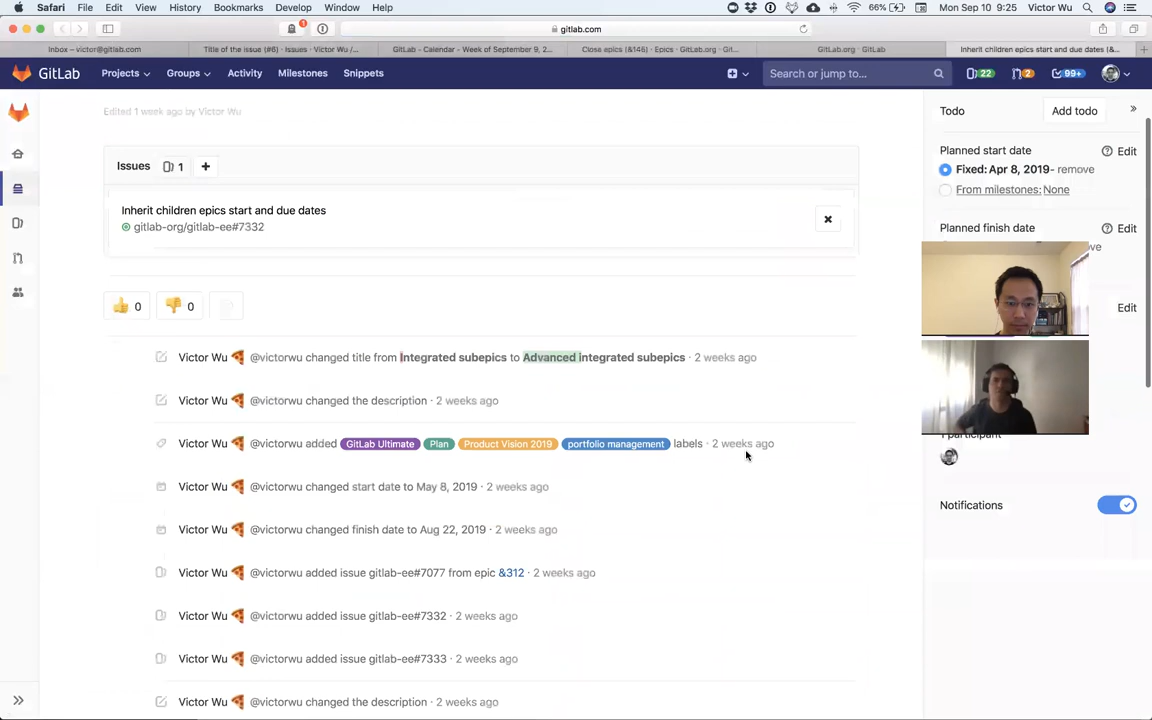 Safari File Edit View History Bookmarks Develop Window Help 66% Mon Sep 10 9:25 Victor Wu
1
gitlab.com
Inbox – victor@gitlab.com
Title of the issue (#6) · Issues · Victor Wu /...
GitLab - Calendar - Week of September 9, 2...
Close epics (&146) · Epics · GitLab.org · Git...
GitLab.org · GitLab
Inherit children epics start and due dates (&...
GitLab Projects Groups Activity Milestones Snippets Search or jump to... 22 2 99+
Edited 1 week ago by Victor Wu
Issues 1 +
Inherit children epics start and due dates
gitlab-org/gitlab-ee#7332
0 0
Victor Wu @victorwu changed title from Integrated subepics to Advanced integrated subepics · 2 weeks ago
Victor Wu @victorwu changed the description · 2 weeks ago
Victor Wu @victorwu added GitLab Ultimate Plan Product Vision 2019 portfolio management labels · 2 weeks ago
Victor Wu @victorwu changed start date to May 8, 2019 · 2 weeks ago
Victor Wu @victorwu changed finish date to Aug 22, 2019 · 2 weeks ago
Victor Wu @victorwu added issue gitlab-ee#7077 from epic &312 · 2 weeks ago
Victor Wu @victorwu added issue gitlab-ee#7332 · 2 weeks ago
Victor Wu @victorwu added issue gitlab-ee#7333 · 2 weeks ago
Victor Wu @victorwu changed the description · 2 weeks ago
Todo Add todo
Planned start date Edit
Fixed: Apr 8, 2019- remove
From milestones: None
Planned finish date Edit
Edit
1 participant
Notifications